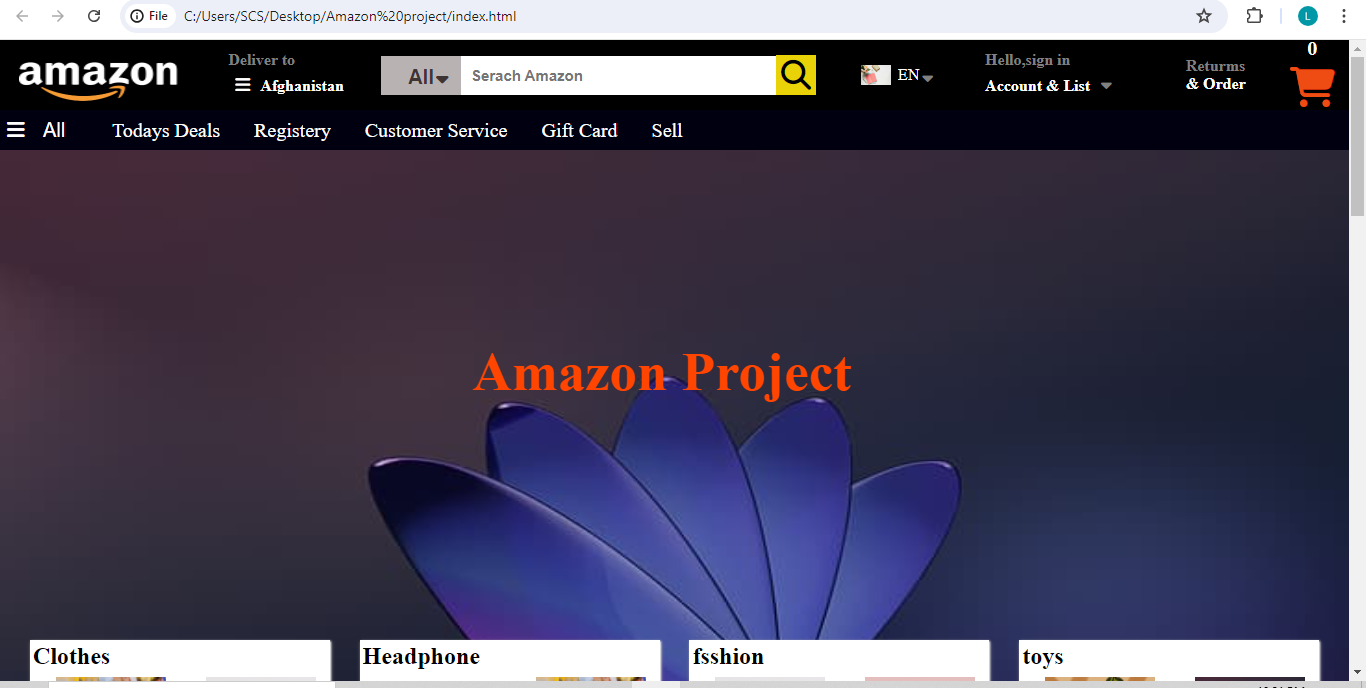 File C:/Users/SCS/Desktop/Amazon%20project/index.html L
amazon
Deliver to
Afghanistan
All Serach Amazon
EN
Hello,sign in
Account & List
Returms
& Order
0
All Todays Deals Registery Customer Service Gift Card Sell
Amazon Project
Clothes Headphone fsshion toys